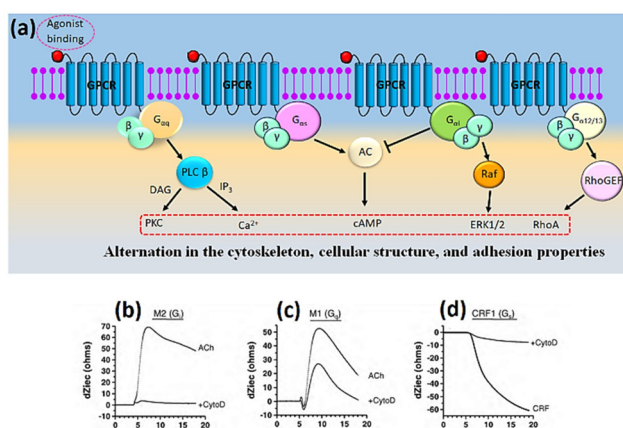 (a)
Agonist
binding
GPCR
GPCR
GPCR
GPCR
β
γ
Gαq
β
γ
Gαs
Gαi
β
γ
β
γ
Gα12/13
PLC β
AC
Raf
RhoGEF
DAG
IP3
PKC
Ca2+
cAMP
ERK1/2
RhoA
Alternation in the cytoskeleton, cellular structure, and adhesion properties
(b)
M2 (Gi)
dZiec (ohms)
70
60
50
40
30
20
10
0
-10
0
5
10
15
20
ACh
+CytoD
(c)
M1 (Gq)
dZiec (ohms)
50
40
30
20
10
0
0
5
10
15
20
ACh
+CytoD
(d)
CRF1 (Gs)
dZiec (ohms)
0
-10
-20
-30
-40
-50
-60
0
5
10
15
20
+CytoD
CRF